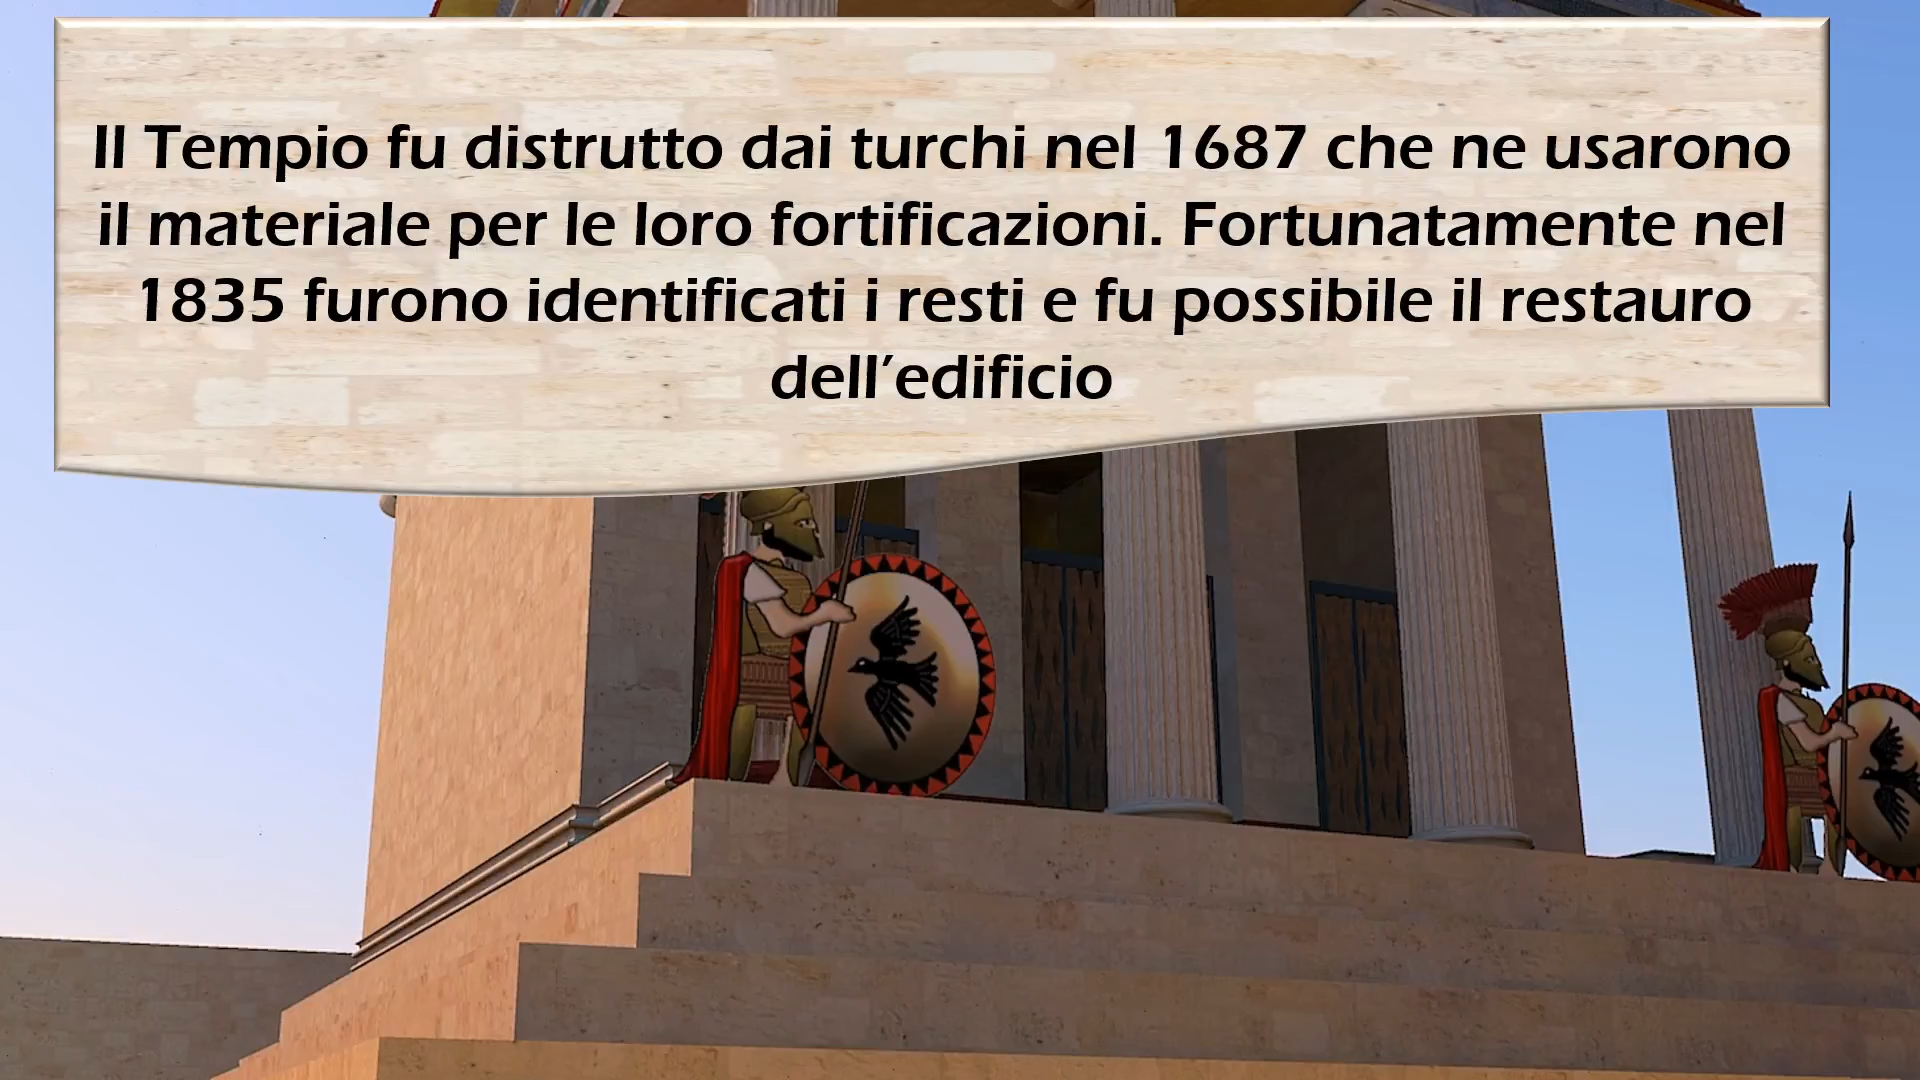 Il Tempio fu distrutto dai turchi nel 1687 che ne usarono
il materiale per le loro fortificazioni. Fortunatamente nel
1835 furono identificati i resti e fu possibile il restauro
dell’edificio